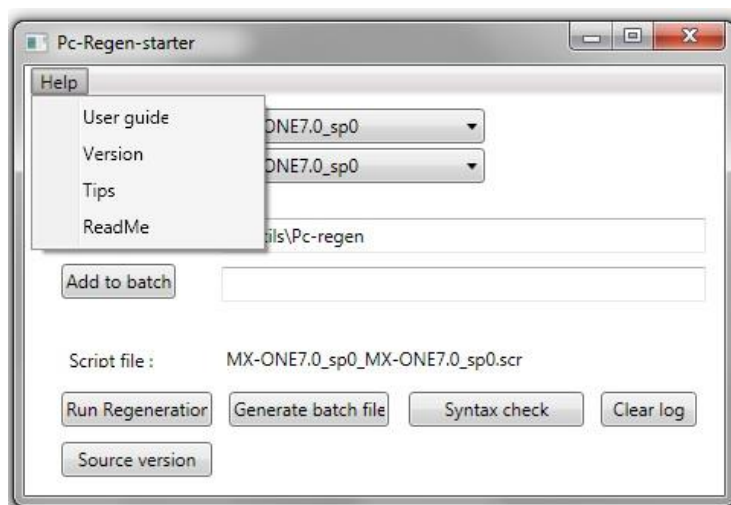 Pc-Regen-starter
Help
User guide
Version
Tips
ReadMe
ONE7.0_sp0
ONE7.0_sp0
ils\Pc-regen
Add to batch
Script file :
MX-ONE7.0_sp0_MX-ONE7.0_sp0.scr
Run Regeneration
Generate batch file
Syntax check
Clear log
Source version